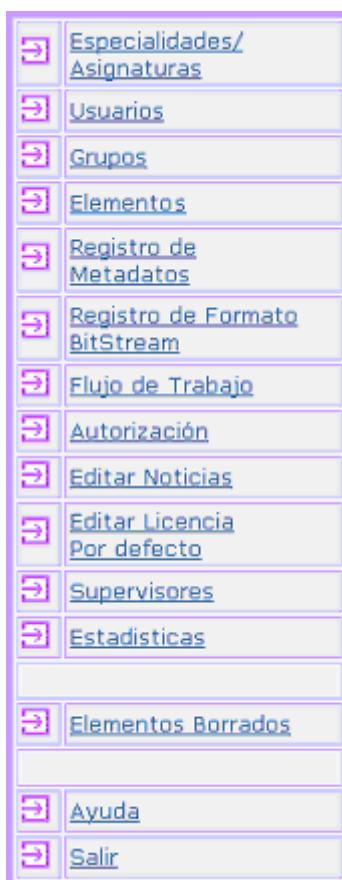 Especialidades/
Asignaturas
Usuarios
Grupos
Elementos
Registro de
Metadatos
Registro de Formato
BitStream
Flujo de Trabajo
Autorización
Editar Noticias
Editar Licencia
Por defecto
Supervisores
Estadisticas
Elementos Borrados
Ayuda
Salir